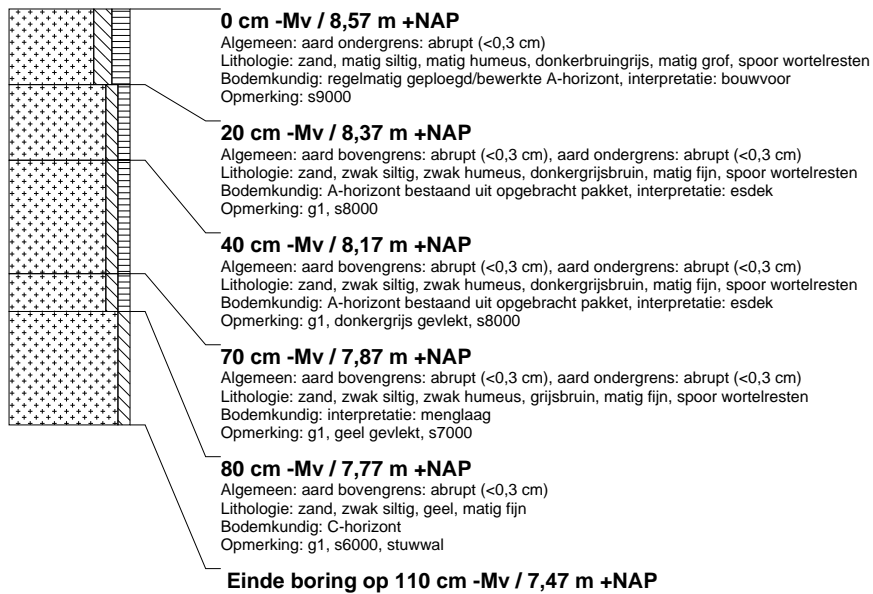 0 cm -Mv / 8,57 m +NAP
Algemeen: aard ondergrens: abrupt (<0,3 cm)
Lithologie: zand, matig siltig, matig humeus, donkerbruingrijs, matig grof, spoor wortelresten
Bodemkundig: regelmatig geploegd/bewerkte A-horizont, interpretatie: bouwvoor
Opmerking: s9000
20 cm -Mv / 8,37 m +NAP
Algemeen: aard bovengrens: abrupt (<0,3 cm), aard ondergrens: abrupt (<0,3 cm)
Lithologie: zand, zwak siltig, zwak humeus, donkergrijsbruin, matig fijn, spoor wortelresten
Bodemkundig: A-horizont bestaand uit opgebracht pakket, interpretatie: esdek
Opmerking: g1, s8000
40 cm -Mv / 8,17 m +NAP
Algemeen: aard bovengrens: abrupt (<0,3 cm), aard ondergrens: abrupt (<0,3 cm)
Lithologie: zand, zwak siltig, zwak humeus, donkergrijsbruin, matig fijn, spoor wortelresten
Bodemkundig: A-horizont bestaand uit opgebracht pakket, interpretatie: esdek
Opmerking: g1, donkergrijs gevlekt, s8000
70 cm -Mv / 7,87 m +NAP
Algemeen: aard bovengrens: abrupt (<0,3 cm), aard ondergrens: abrupt (<0,3 cm)
Lithologie: zand, zwak siltig, zwak humeus, grijsbruin, matig fijn, spoor wortelresten
Bodemkundig: interpretatie: menglaag
Opmerking: g1, geel gevlekt, s7000
80 cm -Mv / 7,77 m +NAP
Algemeen: aard bovengrens: abrupt (<0,3 cm)
Lithologie: zand, zwak siltig, geel, matig fijn
Bodemkundig: C-horizont
Opmerking: g1, s6000, stuwwal
Einde boring op 110 cm -Mv / 7,47 m +NAP